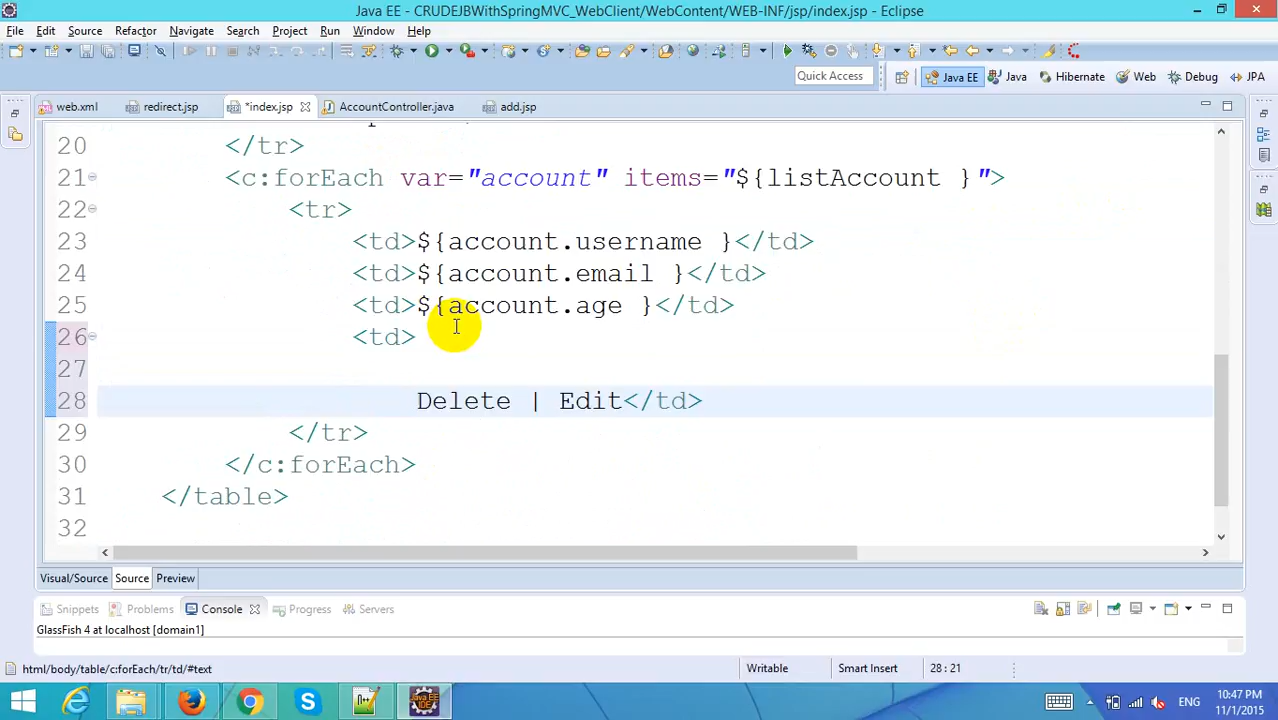 Java EE - CRUDEJBWithSpringMVC_WebClient/WebContent/WEB-INF/jsp/index.jsp - Eclipse
File Edit Source Refactor Navigate Search Project Run Window Help
Quick Access Java EE Java Hibernate Web Debug JPA
web.xml redirect.jsp *index.jsp AccountController.java add.jsp
20 </tr>
21 <c:forEach var="account" items="${listAccount }">
22 <tr>
23 <td>${account.username }</td>
24 <td>${account.email }</td>
25 <td>${account.age }</td>
26 <td>
27
28 Delete | Edit</td>
29 </tr>
30 </c:forEach>
31 </table>
32
Visual/Source Source Preview
Snippets Problems Console Progress Servers
GlassFish 4 at localhost [domain1]
html/body/table/c:forEach/tr/td/#text Writable Smart Insert 28 : 21
ENG 10:47 PM
11/1/2015